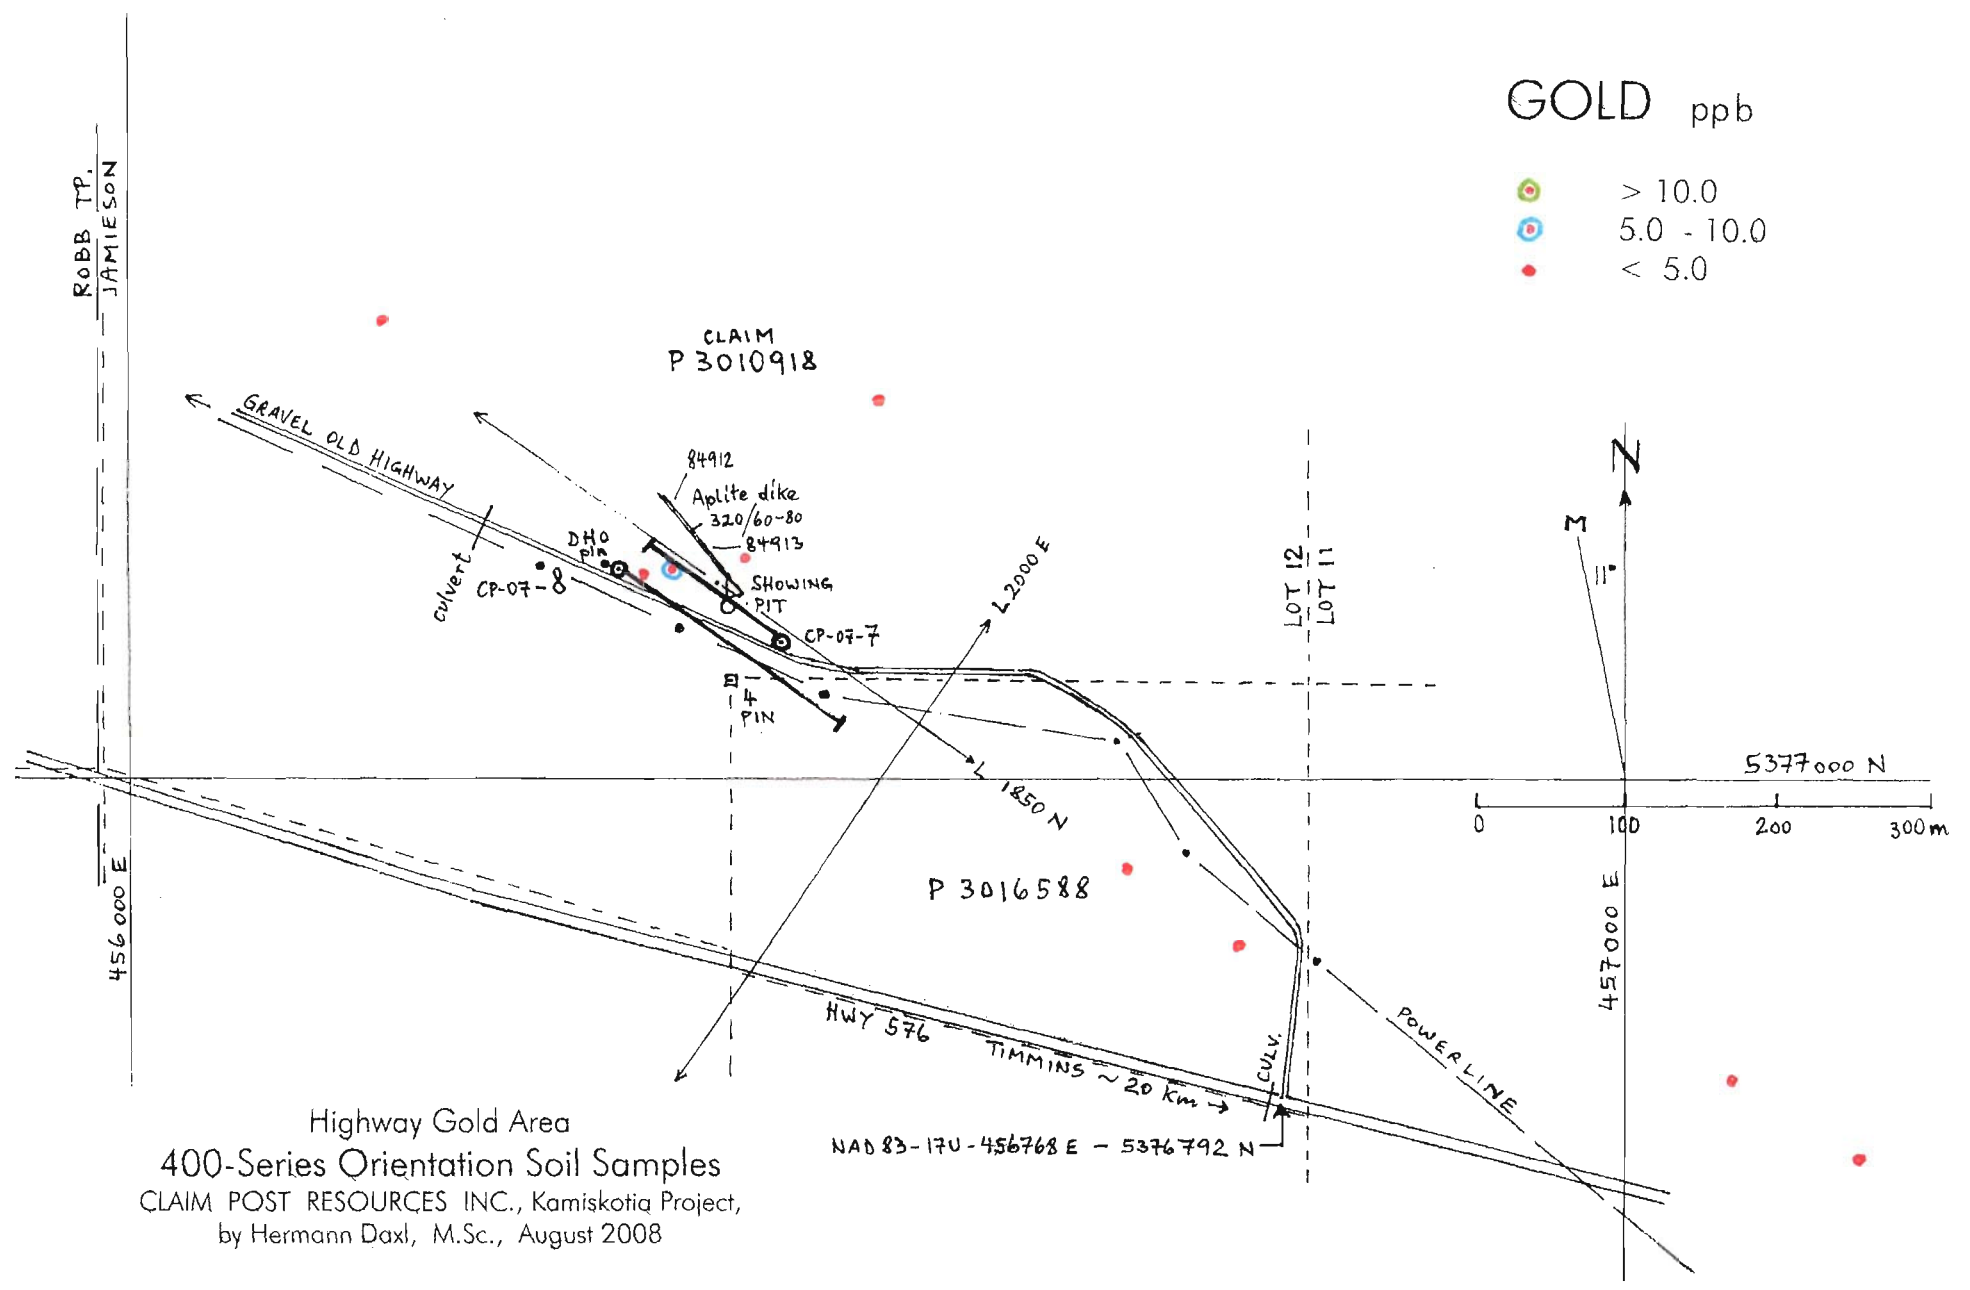 GOLD ppb
> 10.0
5.0 - 10.0
< 5.0
ROBB TP.
JAMIESON
CLAIM
P 3010918
GRAVEL OLD HIGHWAY
84912
Aplite dike
320/60-80
84913
DHO
pin
culvert
CP-07-8
SHOWING
PIT
CP-07-7
4
PIN
L 2000 E
L 1850 N
LOT 12
LOT 11
N
M
11°
5377000 N
0 100 200 300m
456000 E
457000 E
P 3016588
HWY 576
TIMMINS ~ 20 Km →
CULV.
POWERLINE
NAD 83-17U-456768 E - 5376792 N
Highway Gold Area
400-Series Orientation Soil Samples
CLAIM POST RESOURCES INC., Kamiskotia Project,
by Hermann Daxl, M.Sc., August 2008